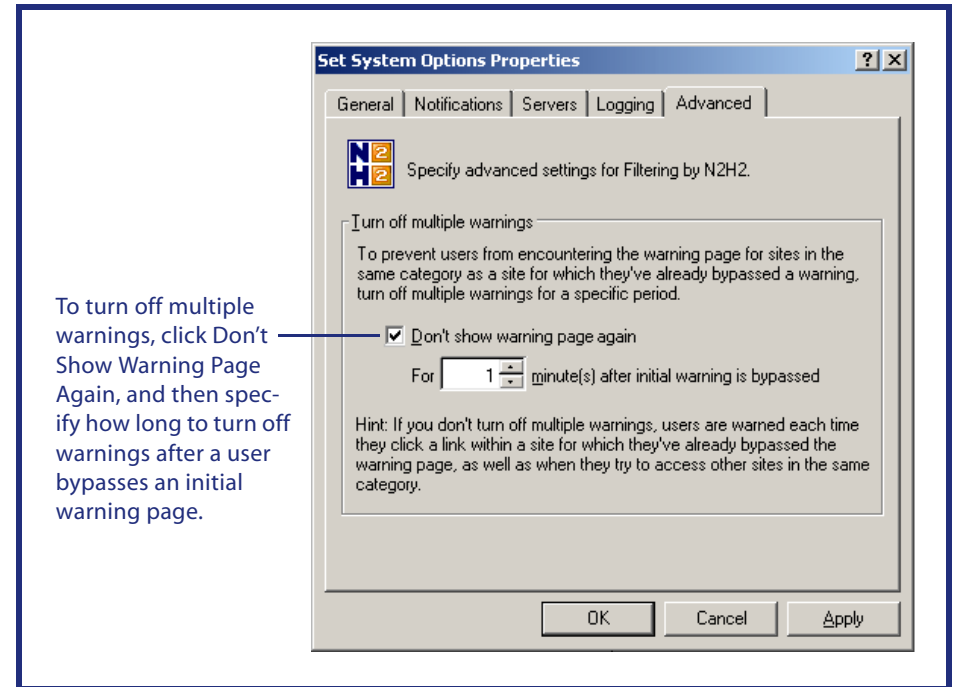 Set System Options Properties
General Notifications Servers Logging Advanced
N2
H2
Specify advanced settings for Filtering by N2H2.
Turn off multiple warnings
To prevent users from encountering the warning page for sites in the
same category as a site for which they've already bypassed a warning,
turn off multiple warnings for a specific period.
Don't show warning page again
For 1 minute(s) after initial warning is bypassed
Hint: If you don't turn off multiple warnings, users are warned each time
they click a link within a site for which they've already bypassed the
warning page, as well as when they try to access other sites in the same
category.
OK Cancel Apply
To turn off multiple
warnings, click Don’t
Show Warning Page
Again, and then spec-
ify how long to turn off
warnings after a user
bypasses an initial
warning page.